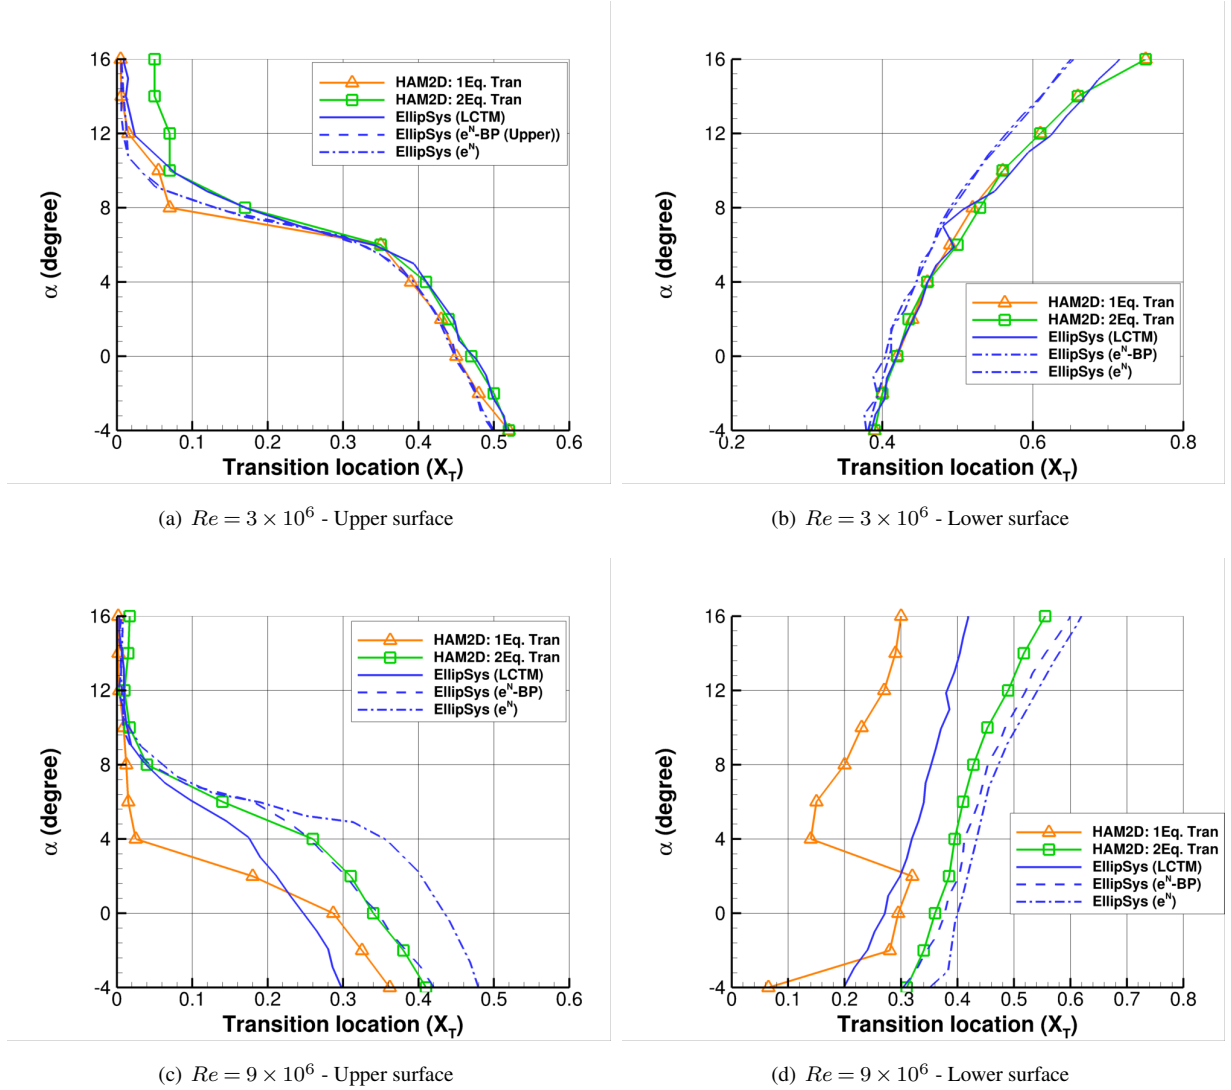 16
12
8
4
0
-4
α (degree)
HAM2D: 1Eq. Tran
HAM2D: 2Eq. Tran
EllipSys (LCTM)
EllipSys (e^N-BP (Upper))
EllipSys (e^N)
0 0.1 0.2 0.3 0.4 0.5 0.6
Transition location (X_T)
(a) Re = 3 × 10^6 - Upper surface
16
12
8
4
0
-4
α (degree)
HAM2D: 1Eq. Tran
HAM2D: 2Eq. Tran
EllipSys (LCTM)
EllipSys (e^N-BP)
EllipSys (e^N)
0.2 0.4 0.6 0.8
Transition location (X_T)
(b) Re = 3 × 10^6 - Lower surface
16
12
8
4
0
-4
α (degree)
HAM2D: 1Eq. Tran
HAM2D: 2Eq. Tran
EllipSys (LCTM)
EllipSys (e^N-BP)
EllipSys (e^N)
0 0.1 0.2 0.3 0.4 0.5 0.6
Transition location (X_T)
(c) Re = 9 × 10^6 - Upper surface
16
12
8
4
0
-4
α (degree)
HAM2D: 1Eq. Tran
HAM2D: 2Eq. Tran
EllipSys (LCTM)
EllipSys (e^N-BP)
EllipSys (e^N)
0 0.1 0.2 0.3 0.4 0.5 0.6 0.7 0.8
Transition location (X_T)
(d) Re = 9 × 10^6 - Lower surface